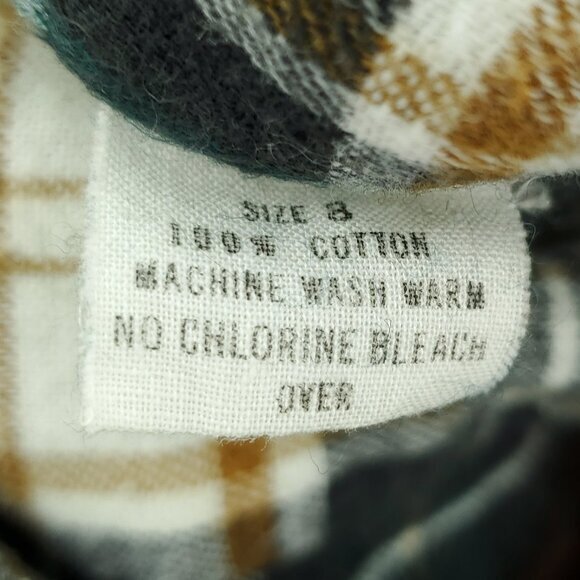 SIZE 8
100% COTTON
MACHINE WASH WARM
NO CHLORINE BLEACH
OVER